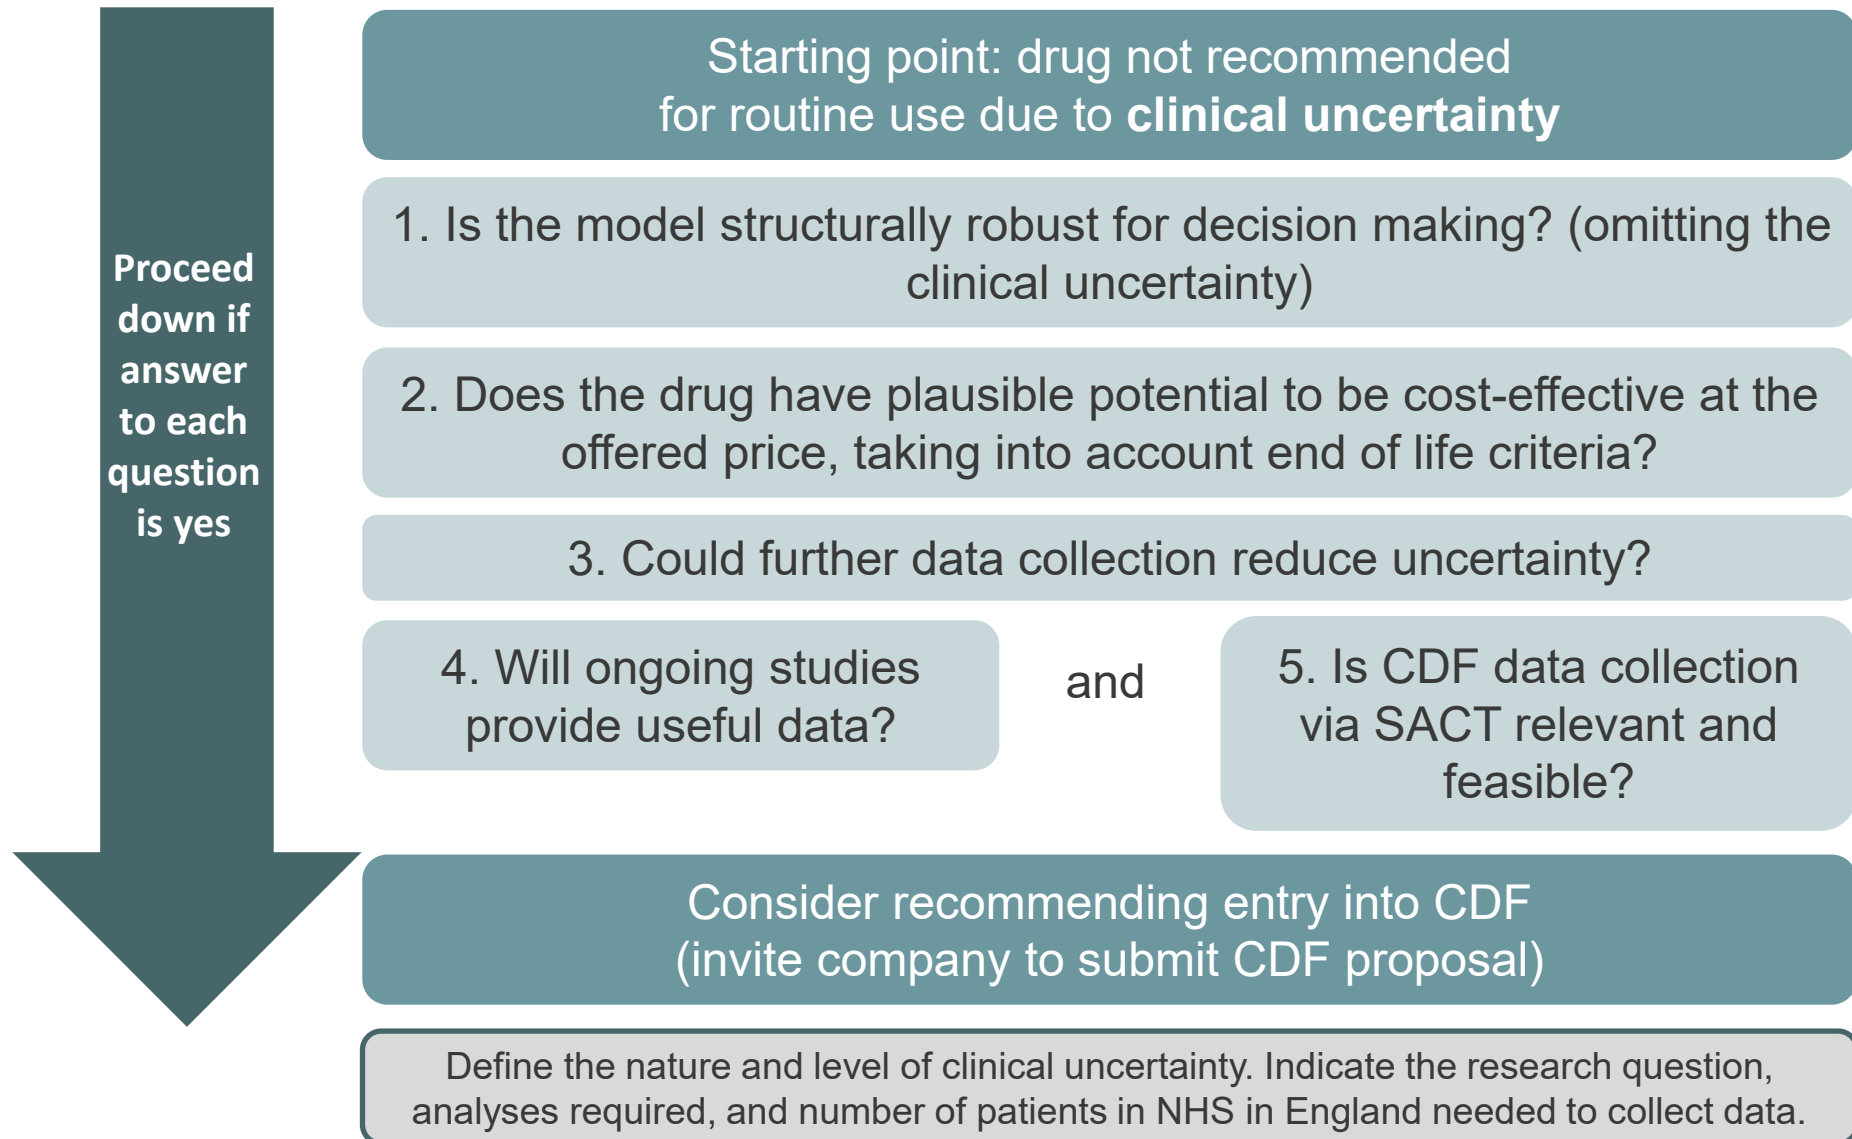 Proceed
down if
answer
to each
question
is yes
Starting point: drug not recommended
for routine use due to clinical uncertainty
1. Is the model structurally robust for decision making? (omitting the
clinical uncertainty)
2. Does the drug have plausible potential to be cost-effective at the
offered price, taking into account end of life criteria?
3. Could further data collection reduce uncertainty?
4. Will ongoing studies
provide useful data?
and
5. Is CDF data collection
via SACT relevant and
feasible?
Consider recommending entry into CDF
(invite company to submit CDF proposal)
Define the nature and level of clinical uncertainty. Indicate the research question,
analyses required, and number of patients in NHS in England needed to collect data.